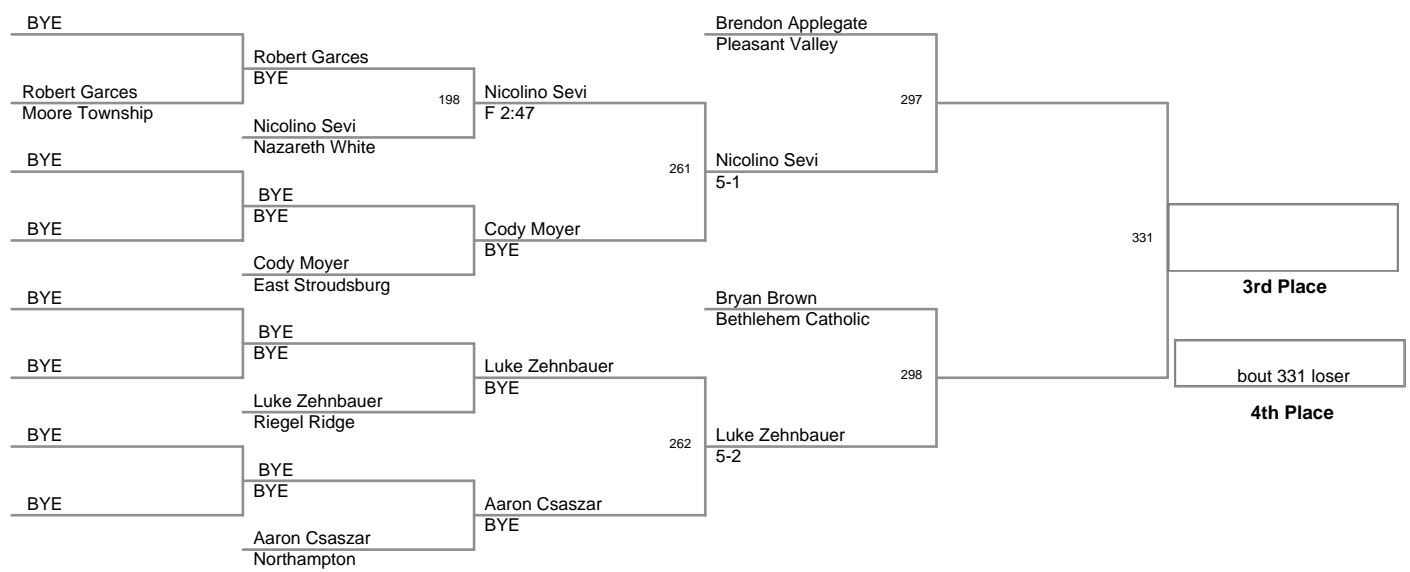 BYE
Robert Garces
Moore Township
BYE
BYE
BYE
BYE
BYE
BYE
Robert Garces
BYE
Nicolino Sevi
Nazareth White
BYE
BYE
Cody Moyer
East Stroudsburg
BYE
BYE
Luke Zehnbauer
Riegel Ridge
BYE
BYE
Aaron Csaszar
Northampton
198
Nicolino Sevi
F 2:47
Cody Moyer
BYE
Luke Zehnbauer
BYE
Aaron Csaszar
BYE
261
262
Brendon Applegate
Pleasant Valley
Nicolino Sevi
5-1
Bryan Brown
Bethlehem Catholic
Luke Zehnbauer
5-2
297
298
331
3rd Place
bout 331 loser
4th Place